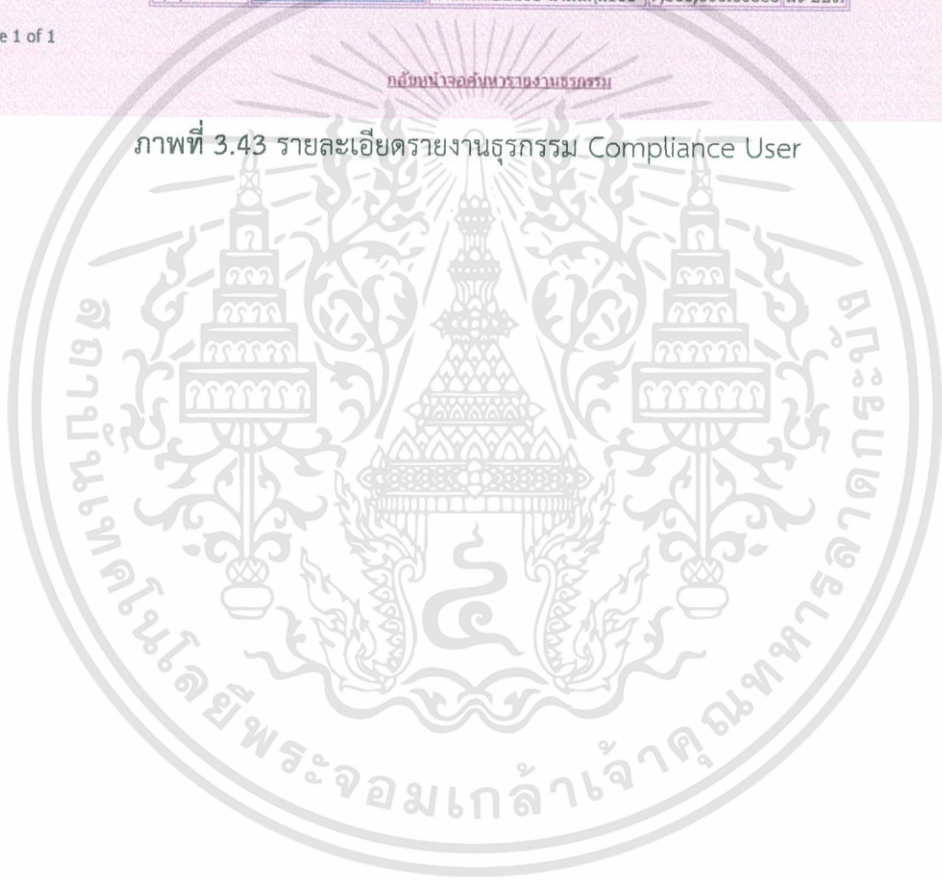 e 1 of 1
กลับหน้าจอค้นหารายงานธุรกรรม
ภาพที่ 3.43 รายละเอียดรายงานธุรกรรม Compliance User
สถาบันเทคโนโลยีพระจอมเกล้าเจ้าคุณทหารลาดกระบัง